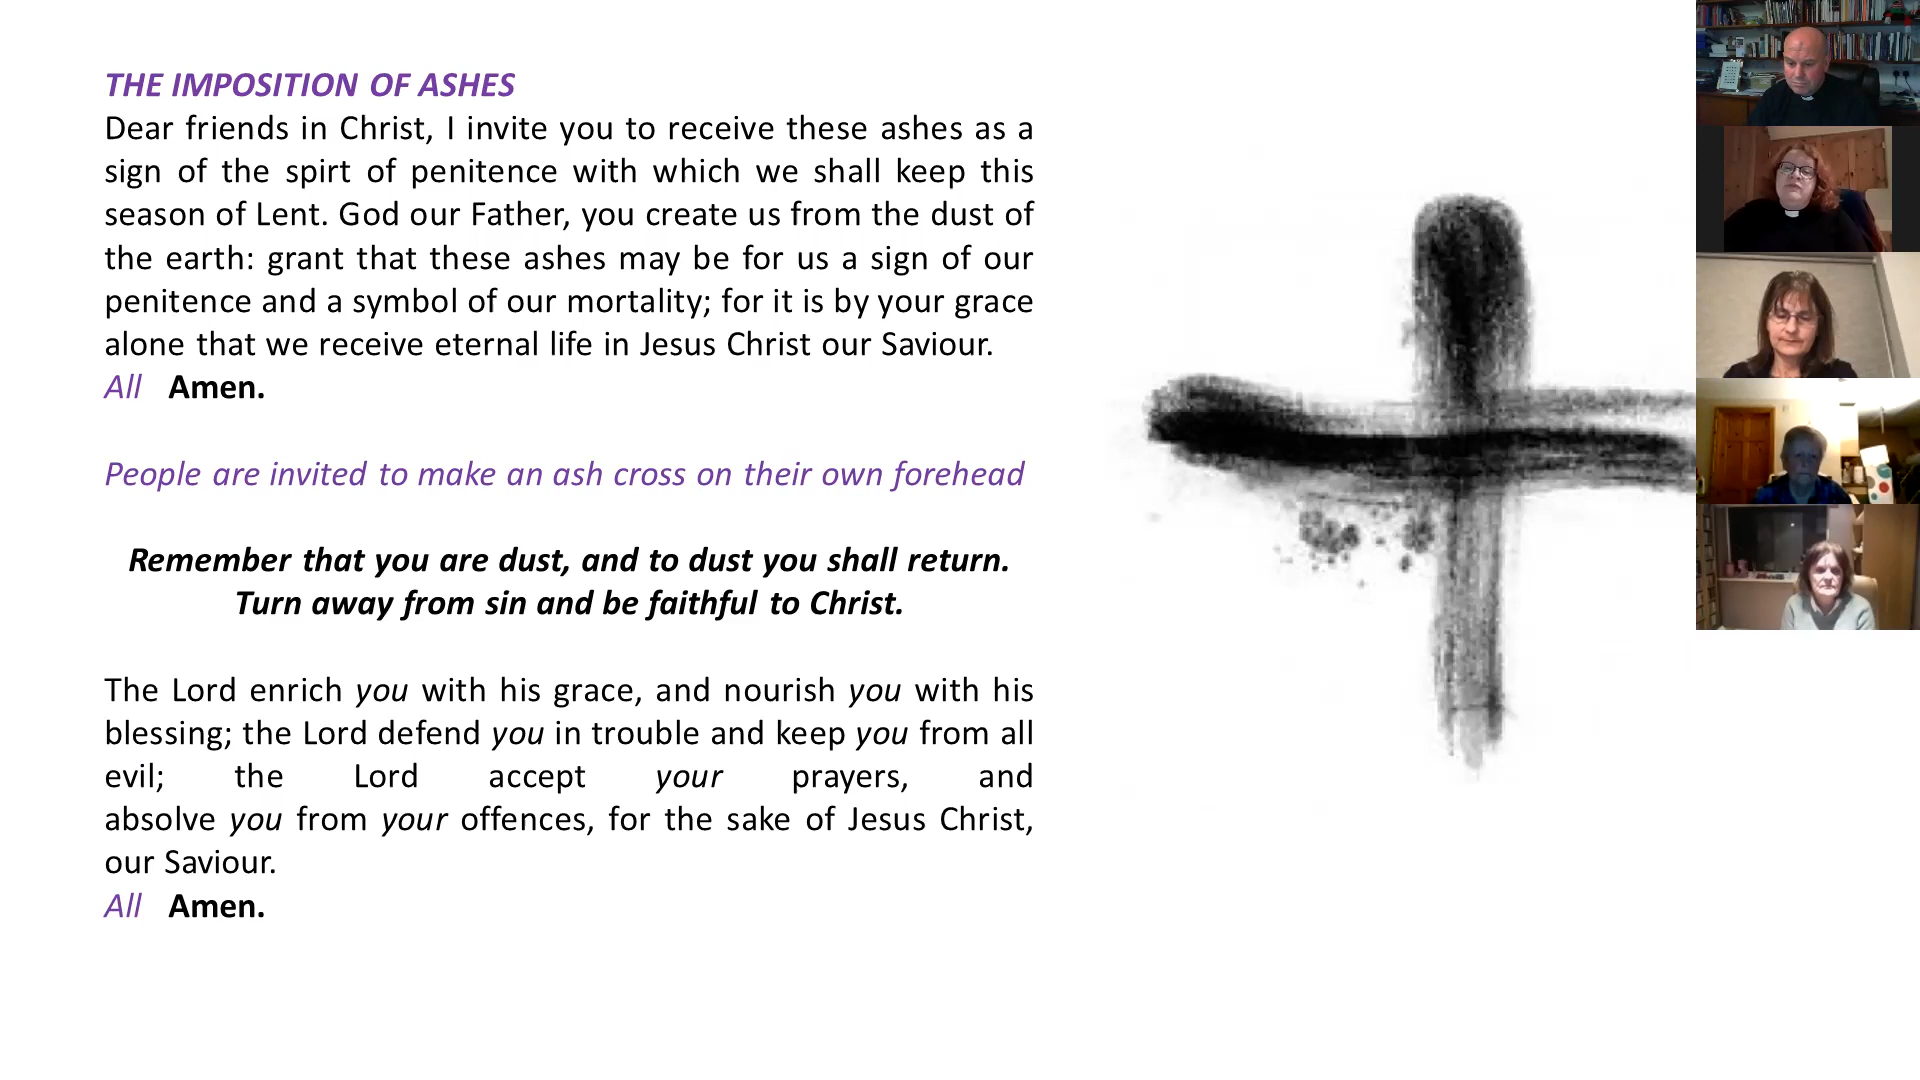 THE IMPOSITION OF ASHES
Dear friends in Christ, I invite you to receive these ashes as a
sign of the spirt of penitence with which we shall keep this
season of Lent. God our Father, you create us from the dust of
the earth: grant that these ashes may be for us a sign of our
penitence and a symbol of our mortality; for it is by your grace
alone that we receive eternal life in Jesus Christ our Saviour.
All Amen.
People are invited to make an ash cross on their own forehead
Remember that you are dust, and to dust you shall return.
Turn away from sin and be faithful to Christ.
The Lord enrich you with his grace, and nourish you with his
blessing; the Lord defend you in trouble and keep you from all
evil; the Lord accept your prayers, and
absolve you from your offences, for the sake of Jesus Christ,
our Saviour.
All Amen.